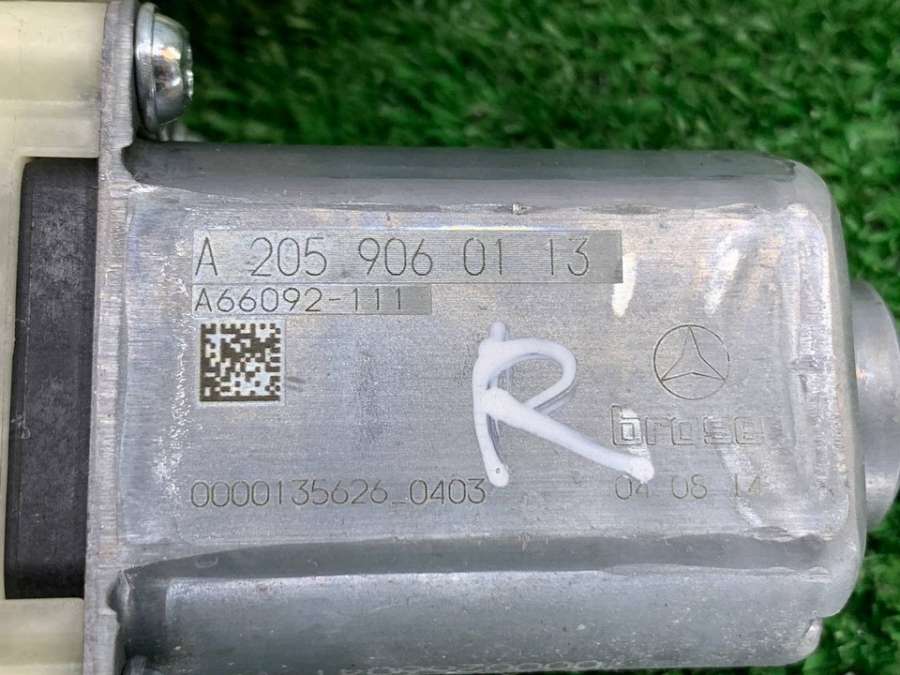 A 205 906 01 13
A66092-111
R
brose
0000135626_0403
04 08 14